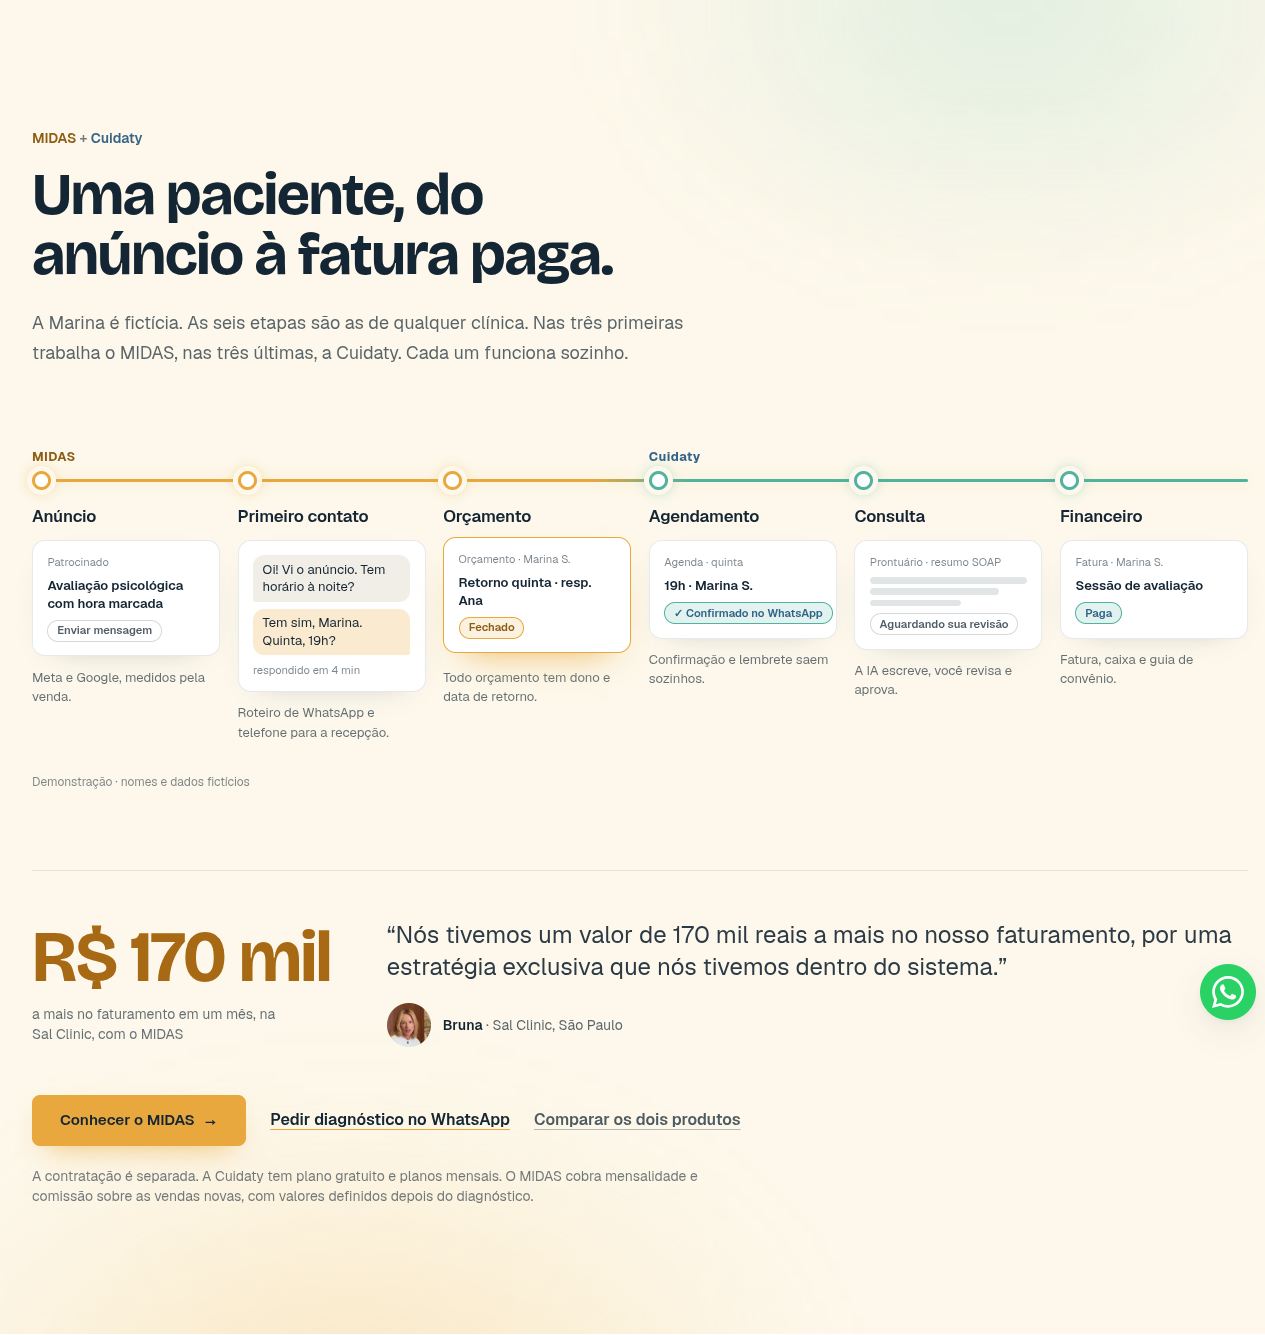 MIDAS + Cuidaty
Uma paciente, do
anúncio à fatura paga.
A Marina é fictícia. As seis etapas são as de qualquer clínica. Nas três primeiras
trabalha o MIDAS, nas três últimas, a Cuidaty. Cada um funciona sozinho.
MIDAS
Cuidaty
Anúncio
Patrocinado
Avaliação psicológica
com hora marcada
Enviar mensagem
Meta e Google, medidos pela
venda.
Primeiro contato
Oi! Vi o anúncio. Tem
horário à noite?
Tem sim, Marina.
Quinta, 19h?
respondido em 4 min
Roteiro de WhatsApp e
telefone para a recepção.
Orçamento
Orçamento · Marina S.
Retorno quinta · resp.
Ana
Fechado
Todo orçamento tem dono e
data de retorno.
Agendamento
Agenda · quinta
19h · Marina S.
✓ Confirmado no WhatsApp
Confirmação e lembrete saem
sozinhos.
Consulta
Prontuário · resumo SOAP
Aguardando sua revisão
A IA escreve, você revisa e
aprova.
Financeiro
Fatura · Marina S.
Sessão de avaliação
Paga
Fatura, caixa e guia de
convênio.
Demonstração · nomes e dados fictícios
R$ 170 mil
a mais no faturamento em um mês, na
Sal Clinic, com o MIDAS
“Nós tivemos um valor de 170 mil reais a mais no nosso faturamento, por uma
estratégia exclusiva que nós tivemos dentro do sistema.”
Bruna · Sal Clinic, São Paulo
Conhecer o MIDAS →
Pedir diagnóstico no WhatsApp
Comparar os dois produtos
A contratação é separada. A Cuidaty tem plano gratuito e planos mensais. O MIDAS cobra mensalidade e
comissão sobre as vendas novas, com valores definidos depois do diagnóstico.